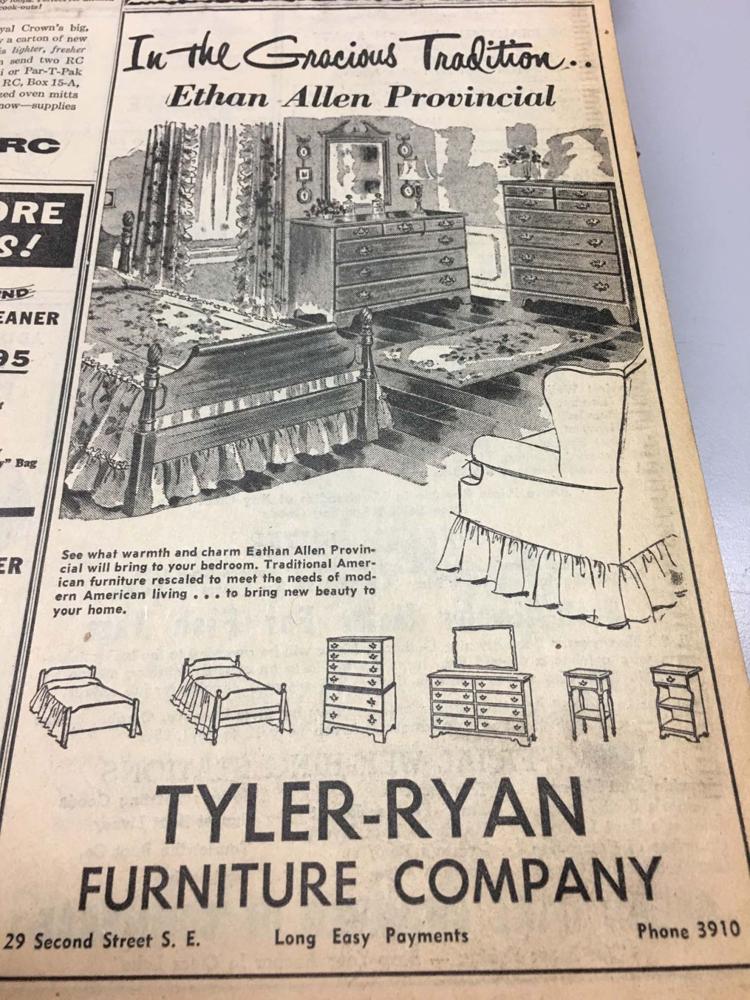 cook-outs!
yal Crown's big,
a carton of new
is lighter, fresher
send two RC
i or Par-T-Pak
RC, Box 15-A,
zed oven mitts
now—supplies
RC
ORE
S!
ND
EANER
95
y" Bag
ER
In the Gracious Tradition..
Ethan Allen Provincial
See what warmth and charm Eathan Allen Provin-
cial will bring to your bedroom. Traditional Amer-
ican furniture rescaled to meet the needs of mod-
ern American living . . . to bring new beauty to
your home.
TYLER-RYAN
FURNITURE COMPANY
29 Second Street S. E. Long Easy Payments Phone 3910